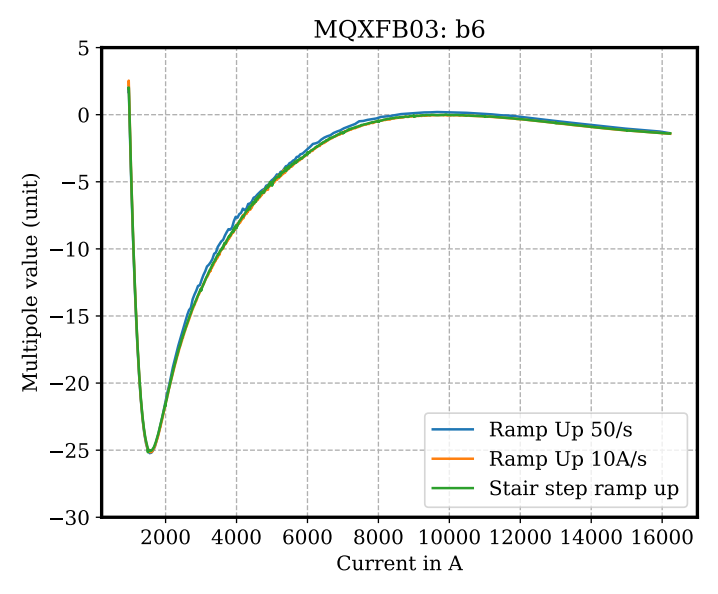 MQXFB03: b6
5
0
−5
−10
−15
−20
−25
−30
Multipole value (unit)
2000 4000 6000 8000 10000 12000 14000 16000
Current in A
Ramp Up 50/s
Ramp Up 10A/s
Stair step ramp up